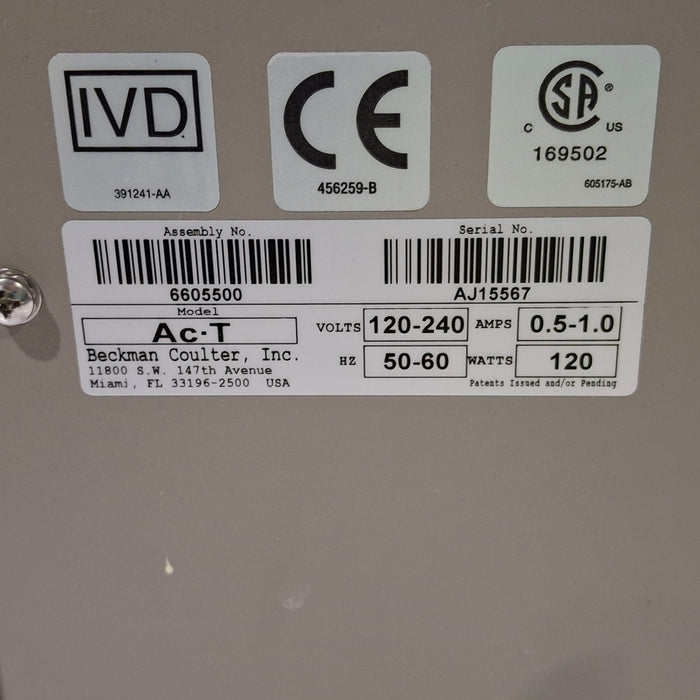 IVD
391241-AA
CE
456259-B
SA ®
C US
169502
605175-AB
Assembly No.
6605500
Serial No.
AJ15567
Model
Ac·T
VOLTS 120-240 AMPS 0.5-1.0
HZ 50-60 WATTS 120
Beckman Coulter, Inc.
11800 S.W. 147th Avenue
Miami, FL 33196-2500 USA
Patents Issued and/or Pending